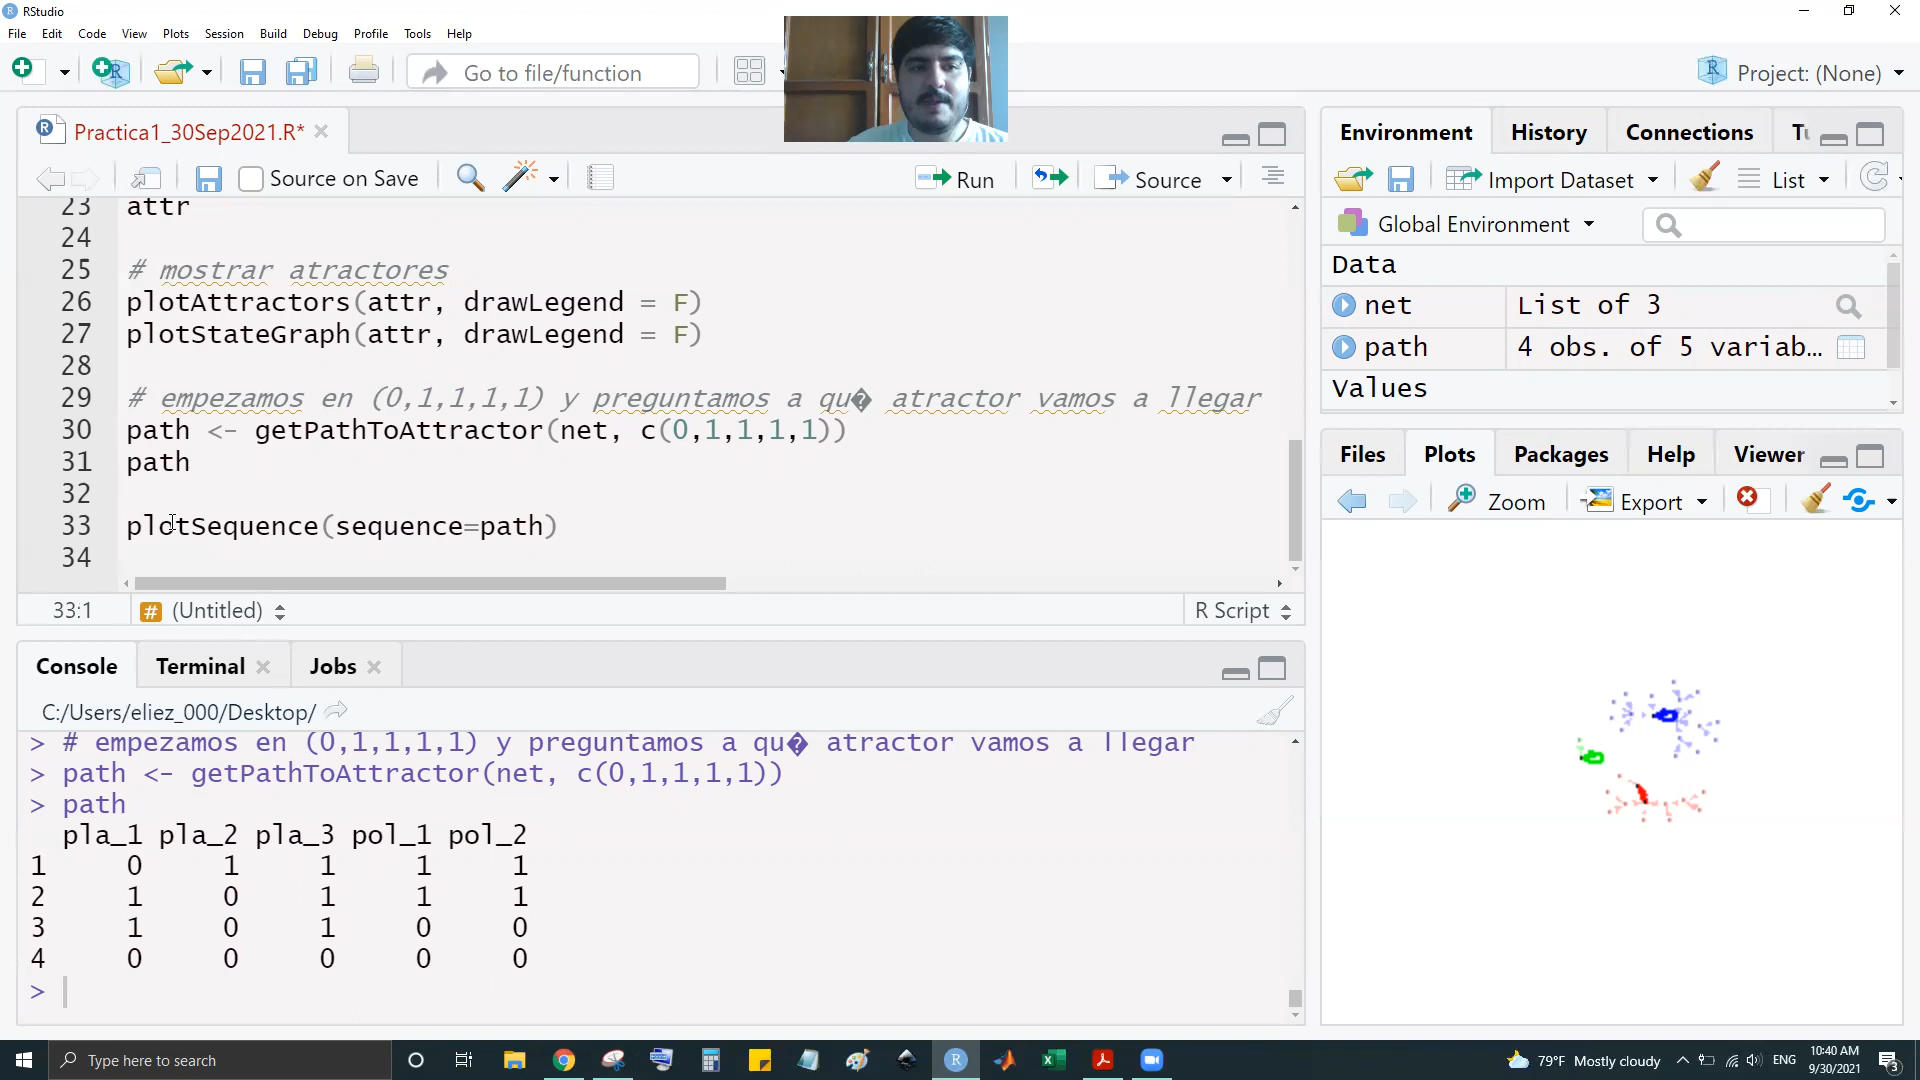 RStudio
File Edit Code View Plots Session Build Debug Profile Tools Help
Go to file/function
Project: (None)
Practica1_30Sep2021.R*
Source on Save
Run
Source
23 attr
24
25 # mostrar atractores
26 plotAttractors(attr, drawLegend = F)
27 plotStateGraph(attr, drawLegend = F)
28
29 # empezamos en (0,1,1,1,1) y preguntamos a qu� atractor vamos a llegar
30 path <- getPathToAttractor(net, c(0,1,1,1,1))
31 path
32
33 plotSequence(sequence=path)
34
33:1
# (Untitled)
R Script
Console Terminal Jobs
C:/Users/eliez_000/Desktop/
> # empezamos en (0,1,1,1,1) y preguntamos a qu� atractor vamos a llegar
> path <- getPathToAttractor(net, c(0,1,1,1,1))
> path
pla_1 pla_2 pla_3 pol_1 pol_2
1 0 1 1 1 1
2 1 0 1 1 1
3 1 0 1 0 0
4 0 0 0 0 0
>
Environment History Connections Tu
Import Dataset
List
Global Environment
Data
net List of 3
path 4 obs. of 5 variab…
Values
Files Plots Packages Help Viewer
Zoom
Export
Type here to search
79°F Mostly cloudy
ENG
10:40 AM
9/30/2021
3